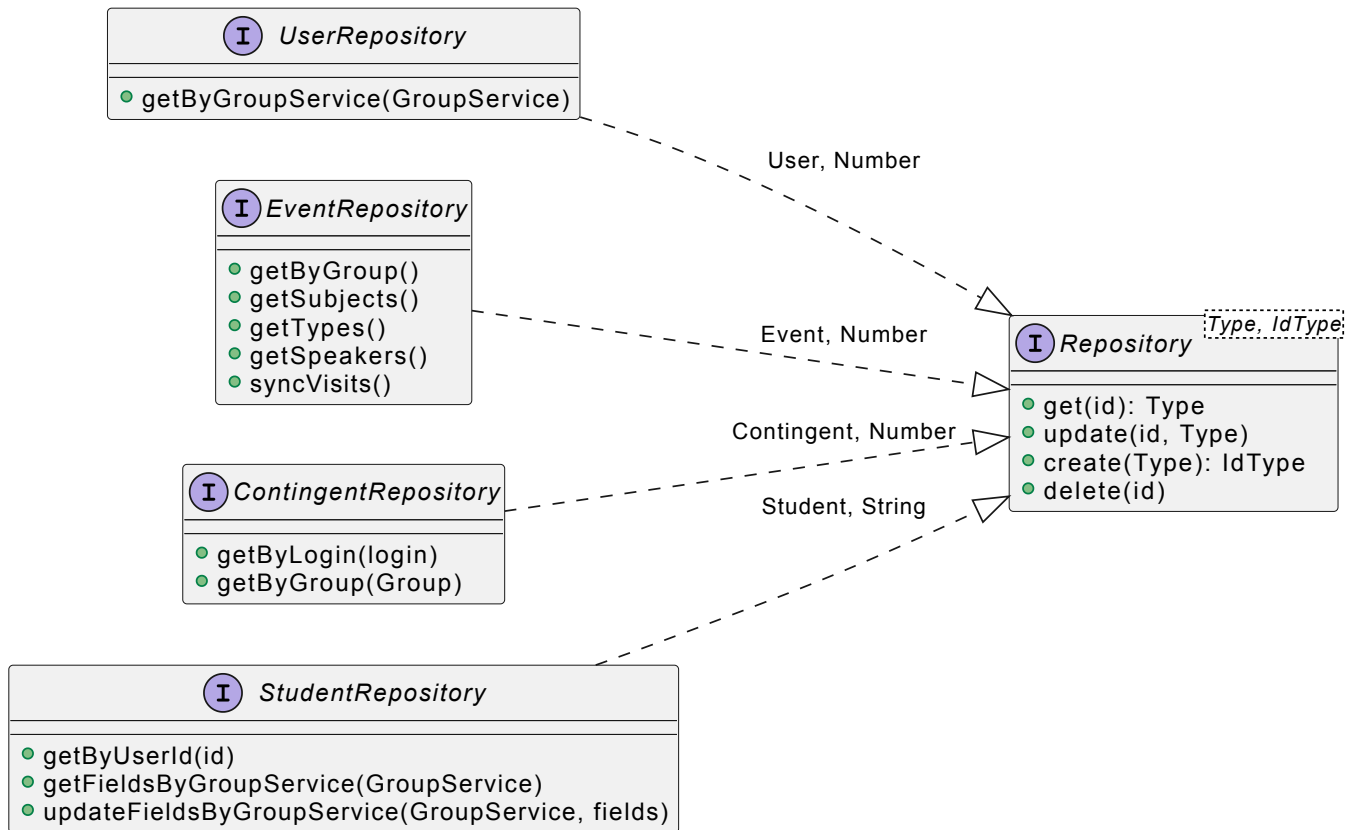 I UserRepository
getByGroupService(GroupService)
User, Number
I EventRepository
getByGroup()
getSubjects()
getTypes()
getSpeakers()
syncVisits()
Event, Number
Type, IdType
I Repository
get(id): Type
update(id, Type)
create(Type): IdType
delete(id)
Contingent, Number
I ContingentRepository
getByLogin(login)
getByGroup(Group)
Student, String
I StudentRepository
getByUserId(id)
getFieldsByGroupService(GroupService)
updateFieldsByGroupService(GroupService, fields)